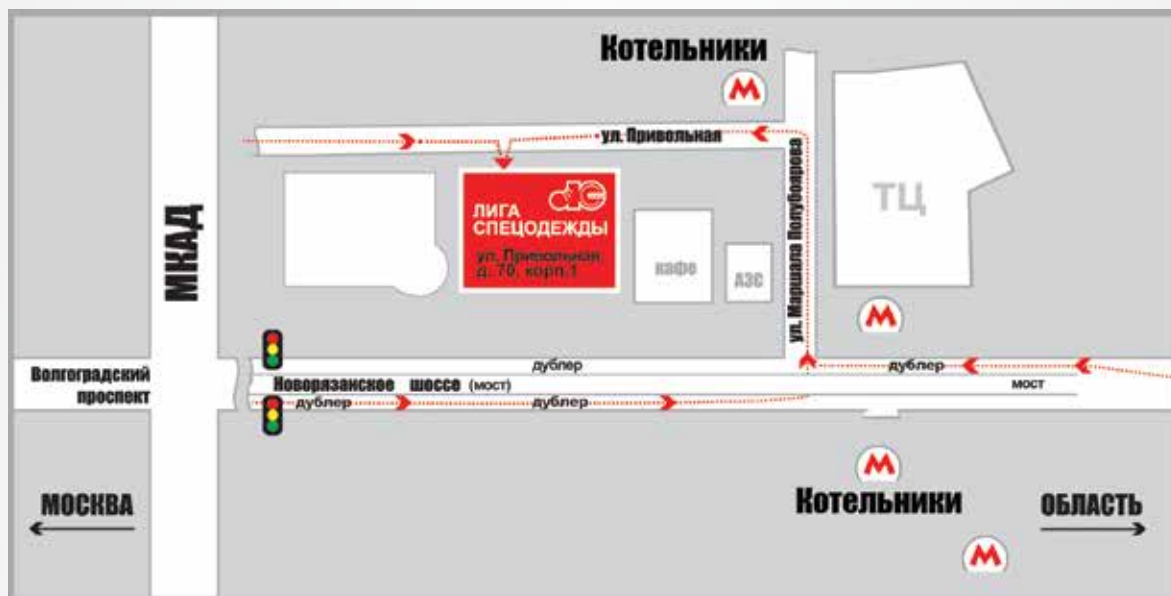 Котельники
М
ул. Привольная
МКАД
ЛИГА
СПЕЦОДЕЖДЫ
ул. Привольная,
д. 70, корп.1
кафе
АЗС
ул. Маршала Полубоярова
ТЦ
М
Волгоградский
проспект
дублер
дублер
Новорязанское шоссе (мост)
мост
дублер
дублер
М
МОСКВА
Котельники
ОБЛАСТЬ
М